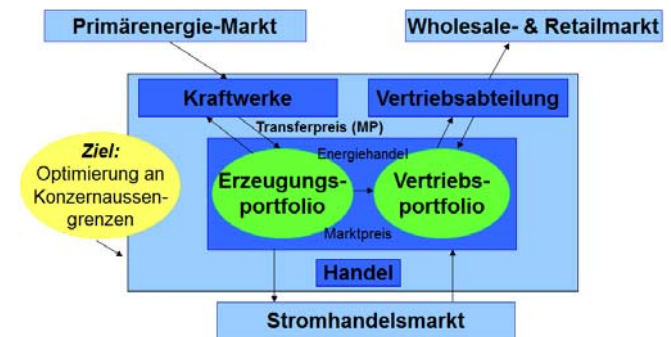 Primärenergie-Markt
Wholesale- & Retailmarkt
Kraftwerke
Vertriebsabteilung
Transferpreis (MP)
Energiehandel
Ziel:
Optimierung an
Konzernaussen-
grenzen
Erzeugungs-
portfolio
Vertriebs-
portfolio
Marktpreis
Handel
Stromhandelsmarkt